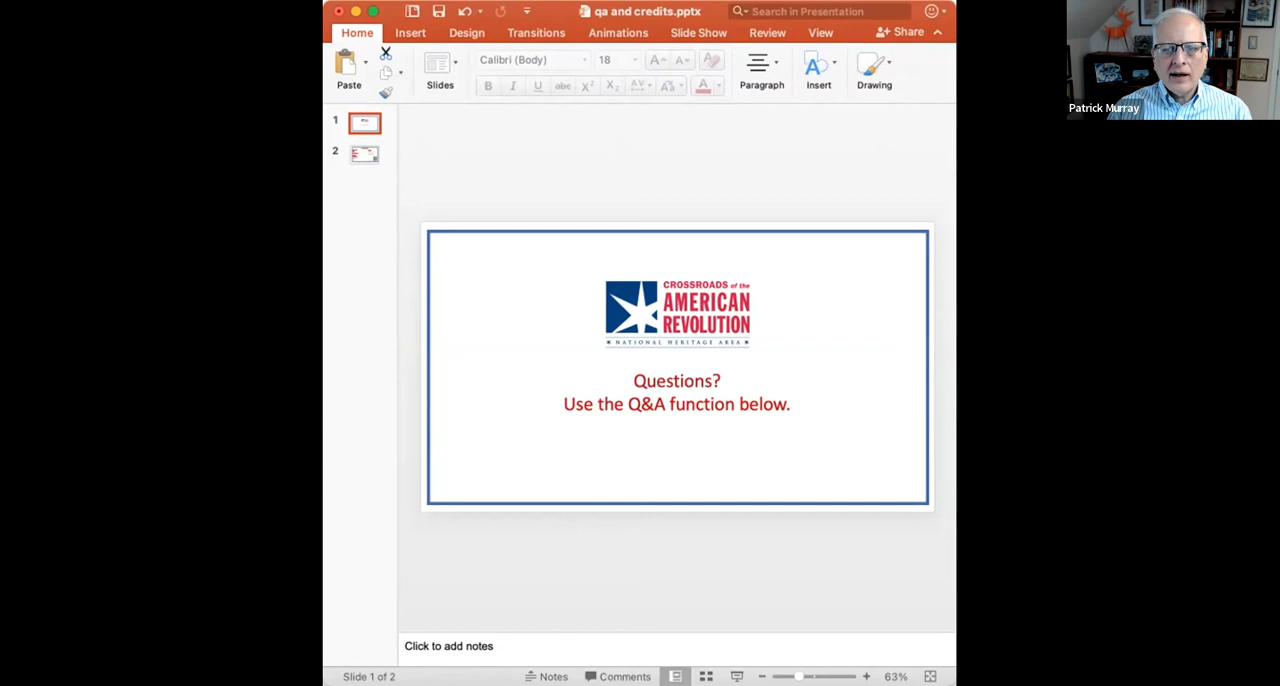 qa and credits.pptx
Search in Presentation
Home
Insert
Design
Transitions
Animations
Slide Show
Review
View
Share
Paste
Slides
Calibri (Body)
18
Paragraph
Insert
Drawing
1
2
CROSSROADS of the
AMERICAN
REVOLUTION
NATIONAL HERITAGE AREA
Questions?
Use the Q&A function below.
Click to add notes
Slide 1 of 2
Notes
Comments
63%
Patrick Murray